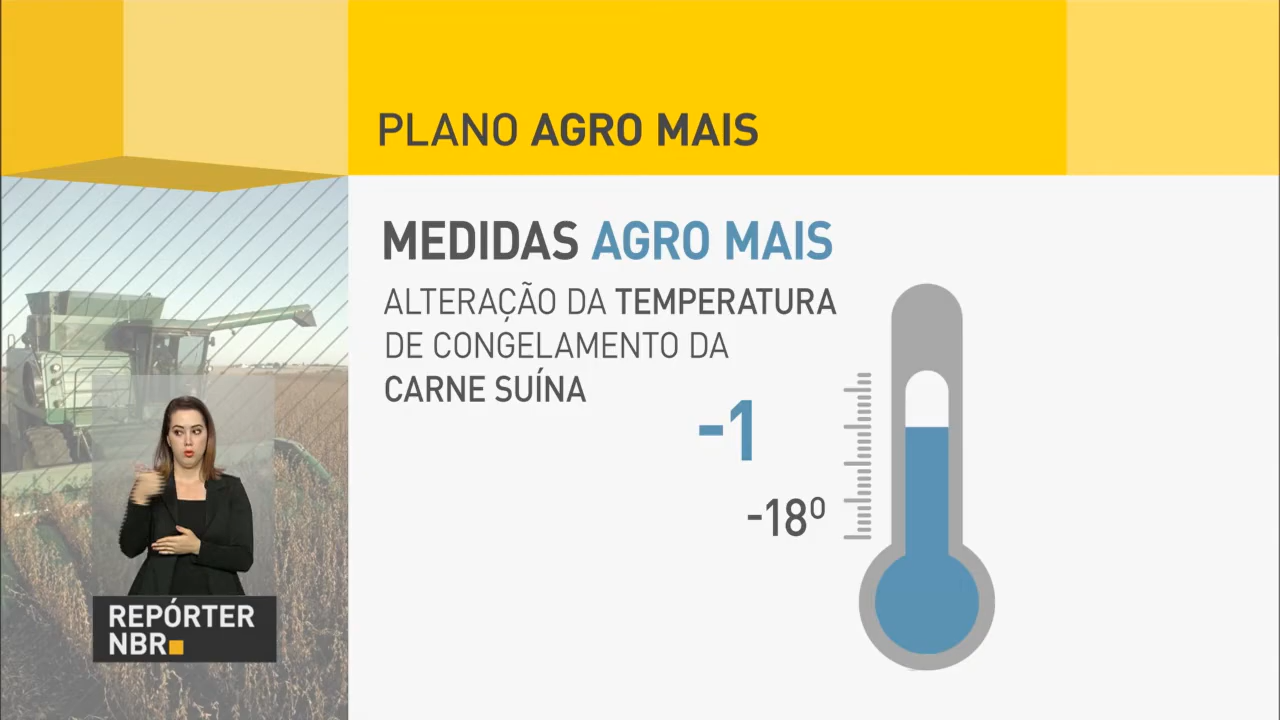 PLANO AGRO MAIS
MEDIDAS AGRO MAIS
ALTERAÇÃO DA TEMPERATURA
DE CONGELAMENTO DA
CARNE SUÍNA
-1
-18º
REPÓRTER
NBR